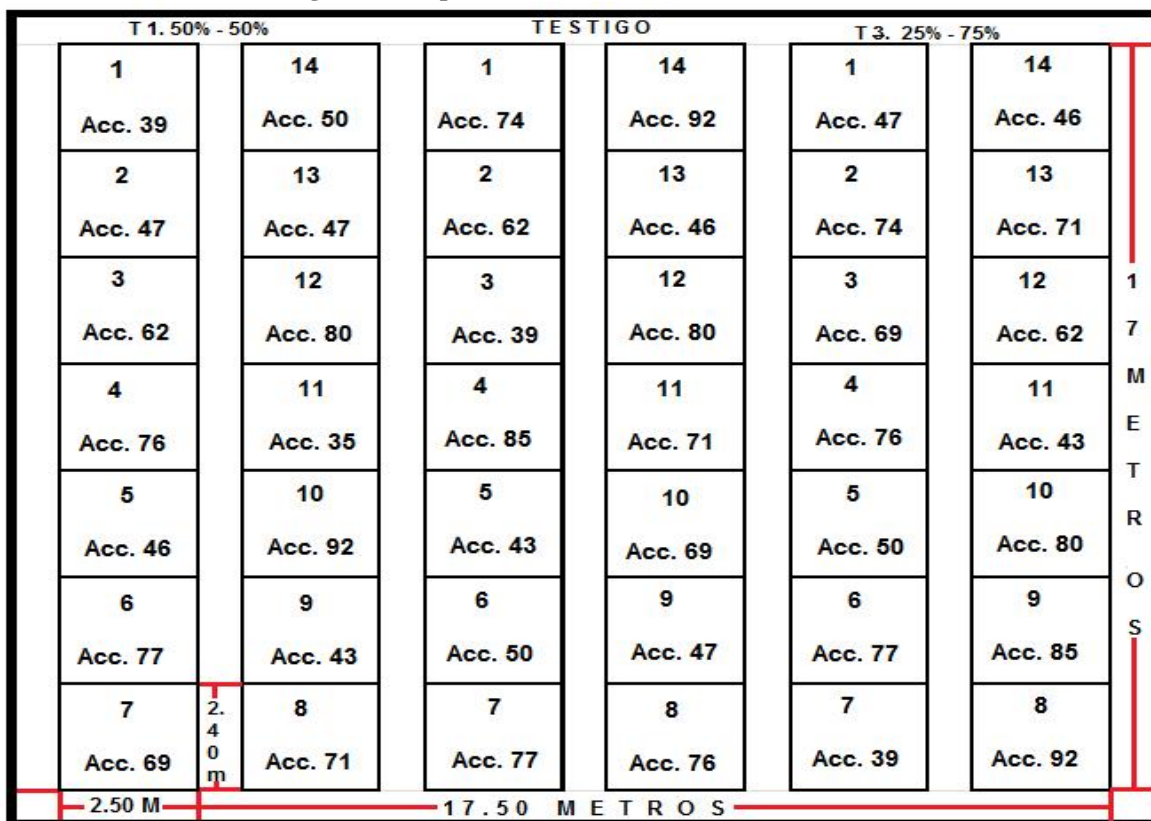 T 1. 50% - 50% TESTIGO T 3. 25% - 75%
1 14 1 14 1 14
Acc. 39 Acc. 50 Acc. 74 Acc. 92 Acc. 47 Acc. 46
2 13 2 13 2 13
Acc. 47 Acc. 47 Acc. 62 Acc. 46 Acc. 74 Acc. 71
3 12 3 12 3 12
Acc. 62 Acc. 80 Acc. 39 Acc. 80 Acc. 69 Acc. 62
4 11 4 11 4 11
Acc. 76 Acc. 35 Acc. 85 Acc. 71 Acc. 76 Acc. 43
5 10 5 10 5 10
Acc. 46 Acc. 92 Acc. 43 Acc. 69 Acc. 50 Acc. 80
6 9 6 9 6 9
Acc. 77 Acc. 43 Acc. 50 Acc. 47 Acc. 77 Acc. 85
7 8 7 8 7 8
Acc. 69 Acc. 71 Acc. 77 Acc. 76 Acc. 39 Acc. 92
2.40m
17 METROS
2.50 M 17.50 METROS